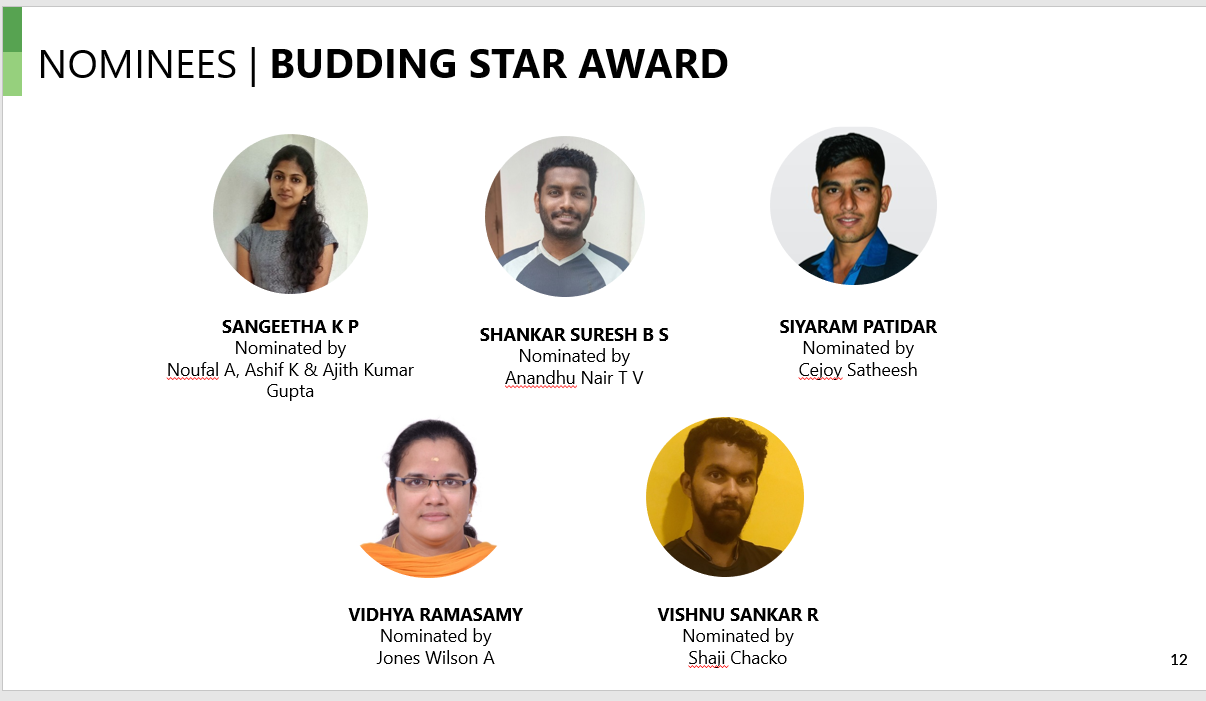 NOMINEES | BUDDING STAR AWARD
SANGEETHA K P
Nominated by
Noufal A, Ashif K & Ajith Kumar
Gupta
SHANKAR SURESH B S
Nominated by
Anandhu Nair T V
SIYARAM PATIDAR
Nominated by
Cejoy Satheesh
VIDHYA RAMASAMY
Nominated by
Jones Wilson A
VISHNU SANKAR R
Nominated by
Shaji Chacko
12